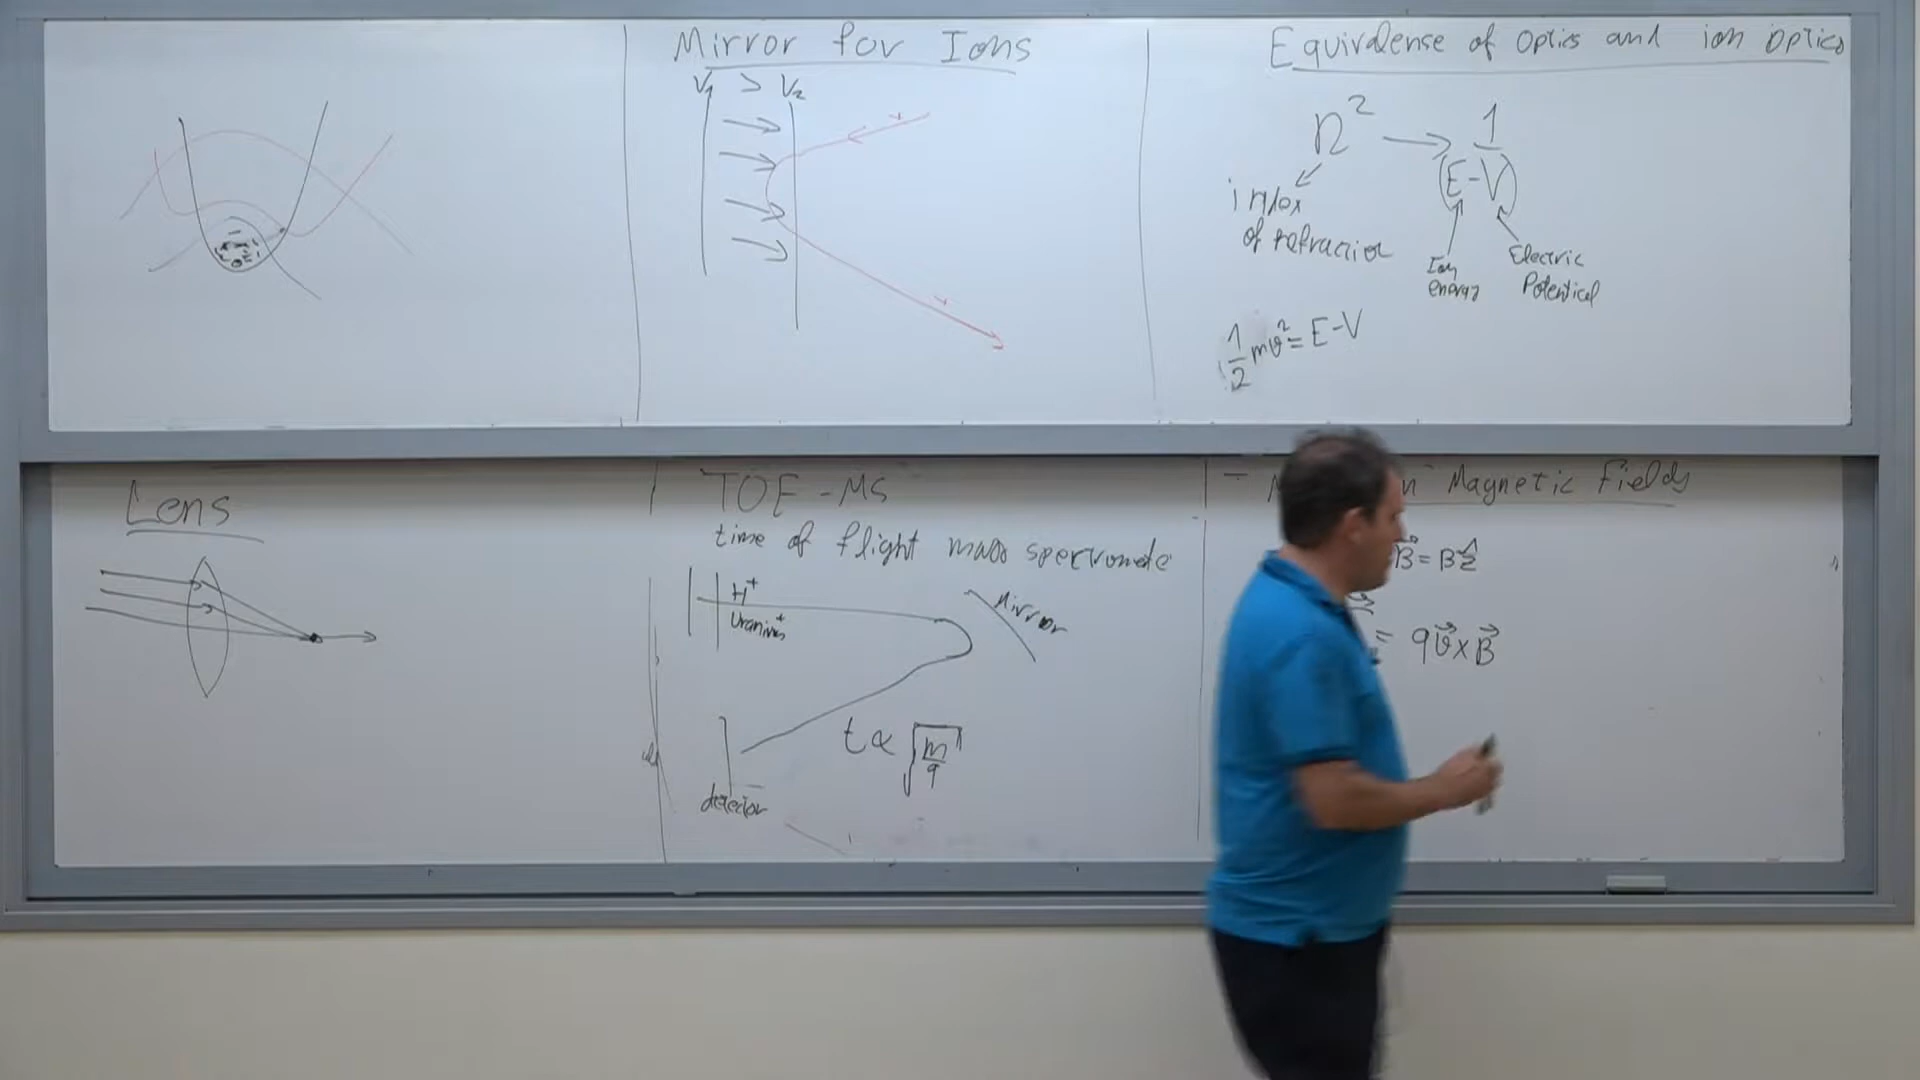 Mirror for Ions
V₁ > V₂
Equivalense of optics and ion optics
n² → 1/(E-V)
index
of refraction
Ion
energy
Electric
Potential
1/2 mv² = E-V
Lens
TOF-MS
time of flight mass spectromete
H⁺
Uranium⁺
Mirror
detector
t ∝ √(m/q)
Magnetic Fields
B⃗ = Bẑ
= qv⃗×B⃗